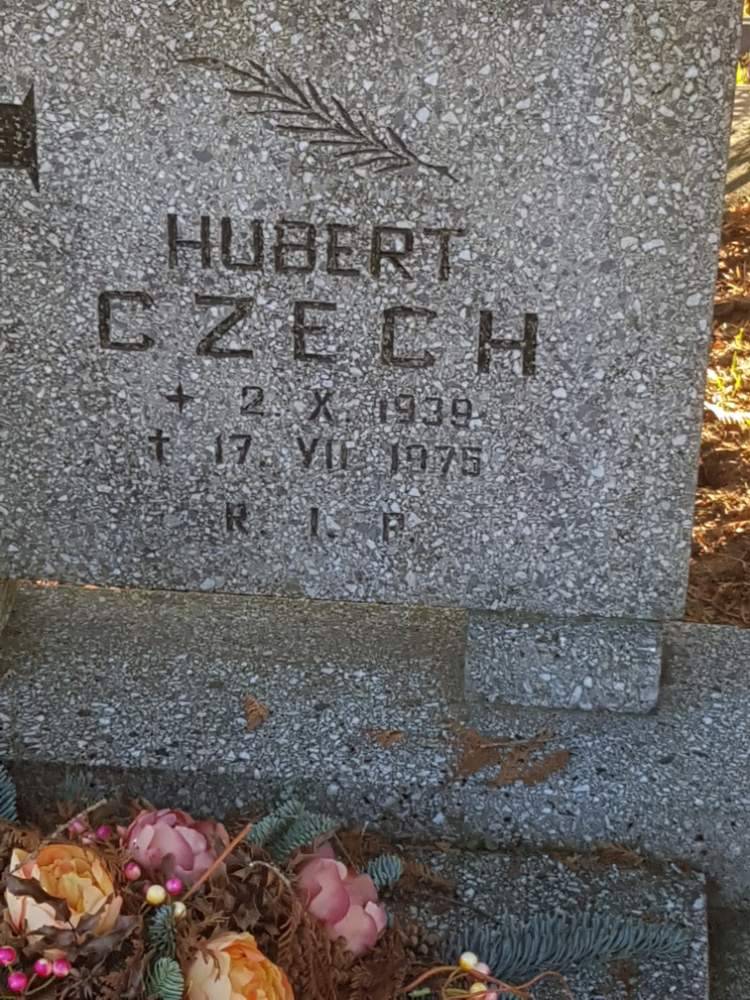 HUBERT
CZECH
+ 2. X. 1939
† 17. VII. 1975
R. I. P.